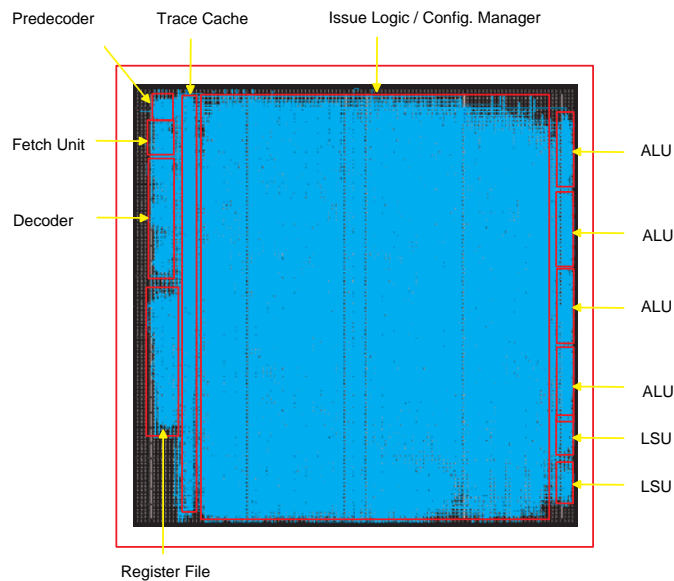 Predecoder
Trace Cache
Issue Logic / Config. Manager
Fetch Unit
ALU
Decoder
ALU
ALU
ALU
LSU
LSU
Register File